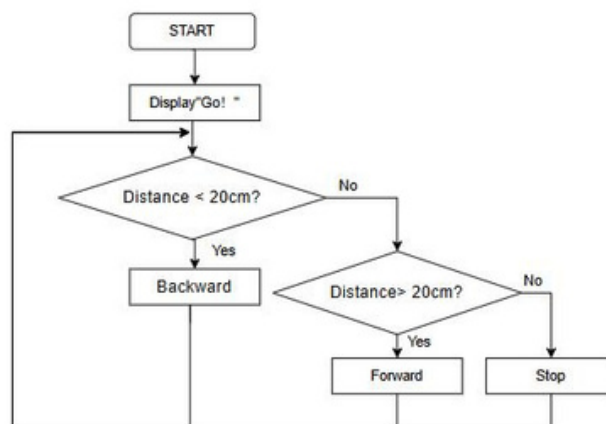 START
Display"Go!  "
Distance < 20cm?
No
Yes
Backward
Distance> 20cm?
No
Yes
Forward
Stop